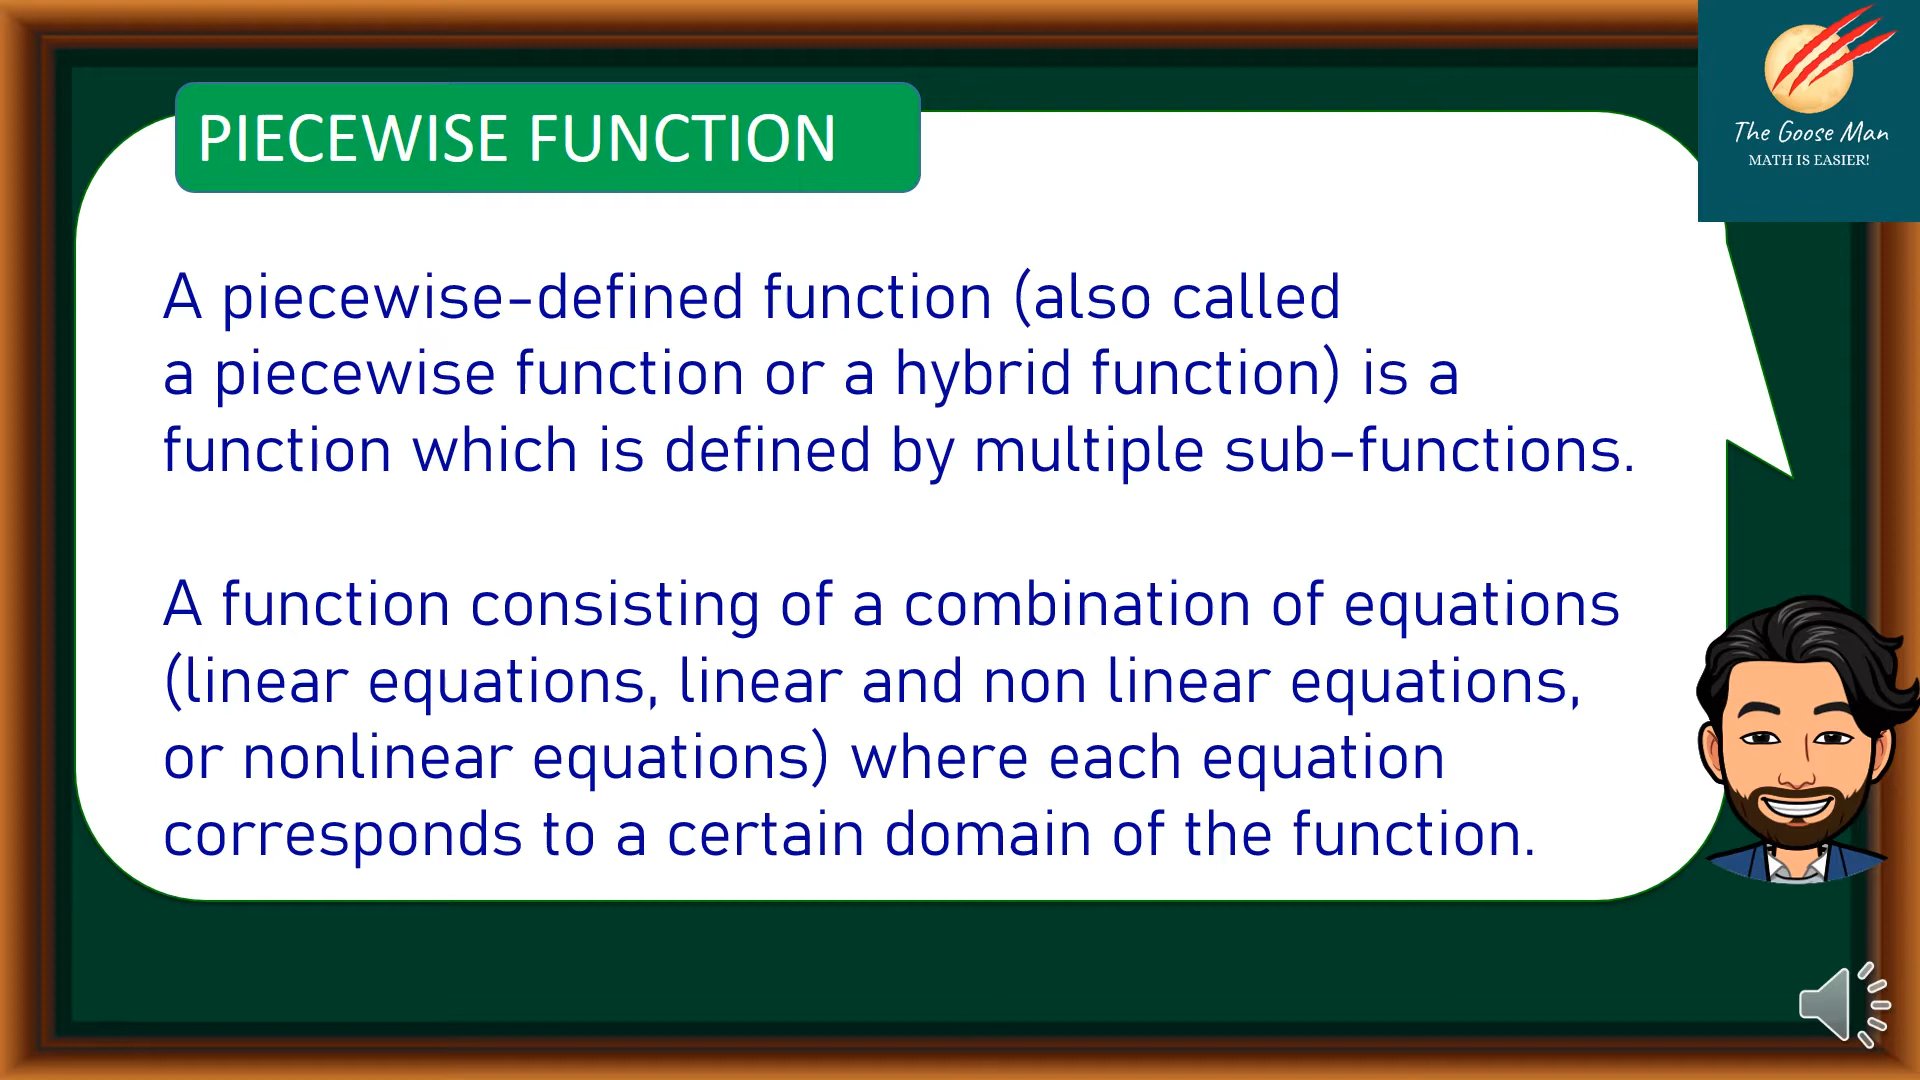 PIECEWISE FUNCTION
The Goose Man
MATH IS EASIER!
A piecewise-defined function (also called
a piecewise function or a hybrid function) is a
function which is defined by multiple sub-functions.
A function consisting of a combination of equations
(linear equations, linear and non linear equations,
or nonlinear equations) where each equation
corresponds to a certain domain of the function.